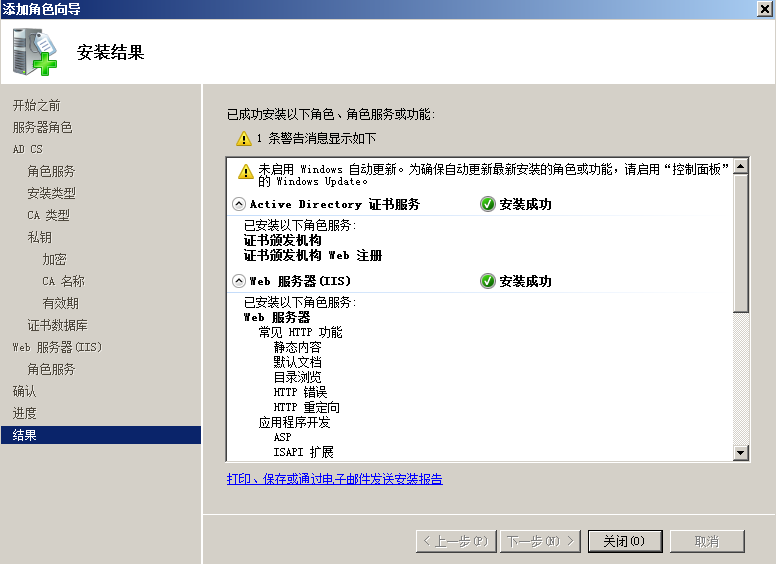 添加角色向导
安装结果
开始之前
服务器角色
AD CS
角色服务
安装类型
CA 类型
私钥
加密
CA 名称
有效期
证书数据库
Web 服务器(IIS)
角色服务
确认
进度
结果
已成功安装以下角色、角色服务或功能:
1 条警告消息显示如下
未启用 Windows 自动更新。为确保自动更新最新安装的角色或功能，请启用“控制面板”
的 Windows Update。
Active Directory 证书服务 安装成功
已安装以下角色服务:
证书颁发机构
证书颁发机构 Web 注册
Web 服务器(IIS) 安装成功
已安装以下角色服务:
Web 服务器
常见 HTTP 功能
静态内容
默认文档
目录浏览
HTTP 错误
HTTP 重定向
应用程序开发
ASP
ISAPI 扩展
打印、保存或通过电子邮件发送安装报告
< 上一步(P) 下一步(N) > 关闭(O) 取消